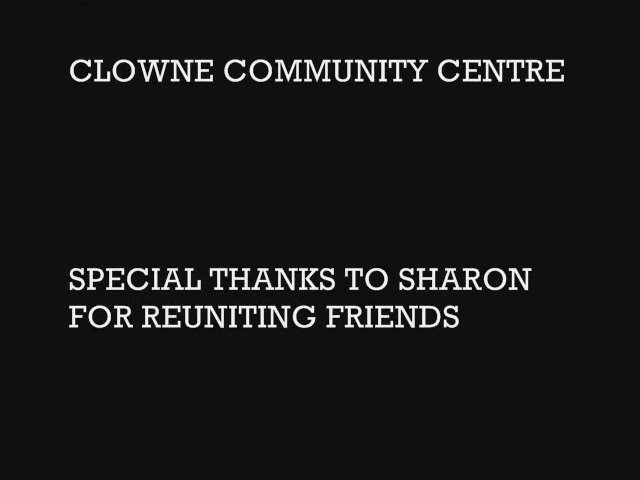 CLOWNE COMMUNITY CENTRE
SPECIAL THANKS TO SHARON
FOR REUNITING FRIENDS